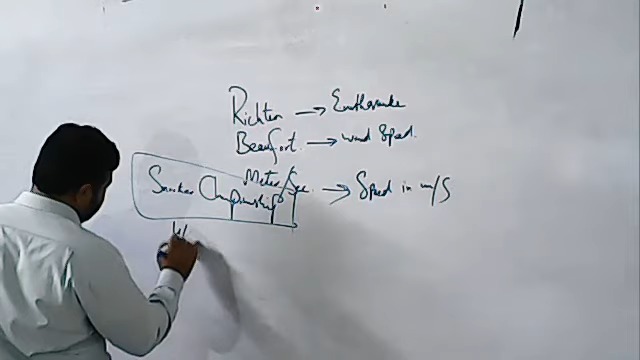 Richter → Earthquake
Beaufort. → wind speed.
Meter/Sec. → Speed in m/S
Snooker Championship
W